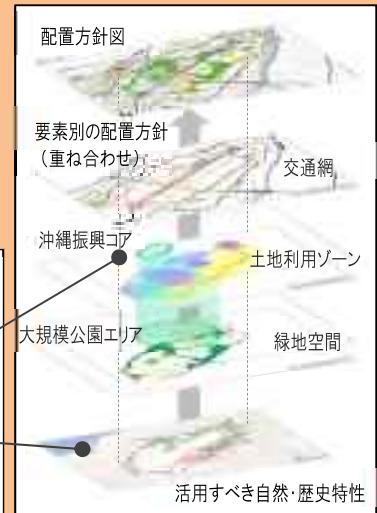 配置方針図
要素別の配置方針
（重ね合わせ）
交通網
沖縄振興コア
土地利用ゾーン
大規模公園エリア
緑地空間
活用すべき自然・歴史特性